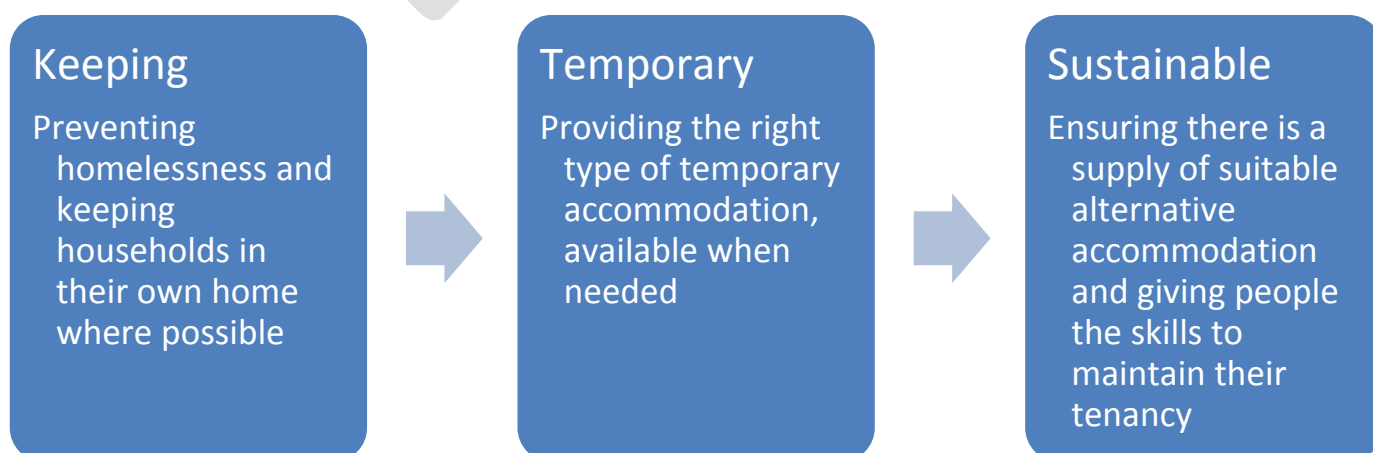 Keeping
Preventing
homelessness and
keeping
households in
their own home
where possible
Temporary
Providing the right
type of temporary
accommodation,
available when
needed
Sustainable
Ensuring there is a
supply of suitable
alternative
accommodation
and giving people
the skills to
maintain their
tenancy